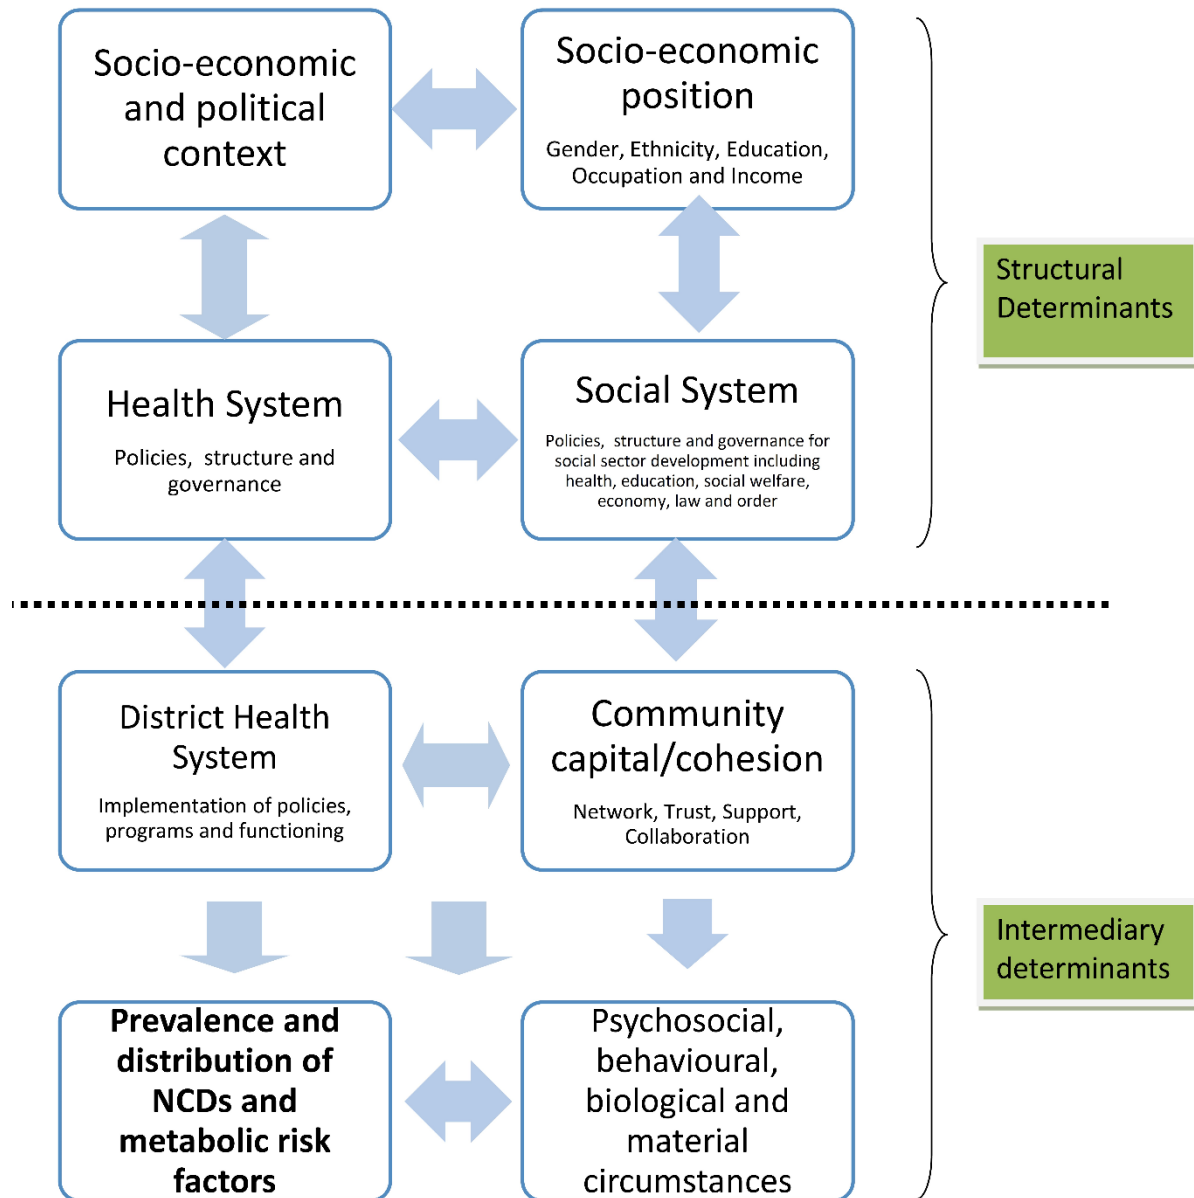 Socio-economic
and political
context
Socio-economic
position
Gender, Ethnicity, Education,
Occupation and Income
Structural
Determinants
Health System
Policies, structure and
governance
Social System
Policies, structure and governance for
social sector development including
health, education, social welfare,
economy, law and order
District Health
System
Implementation of policies,
programs and functioning
Community
capital/cohesion
Network, Trust, Support,
Collaboration
Intermediary
determinants
Prevalence and
distribution of
NCDs and
metabolic risk
factors
Psychosocial,
behavioural,
biological and
material
circumstances